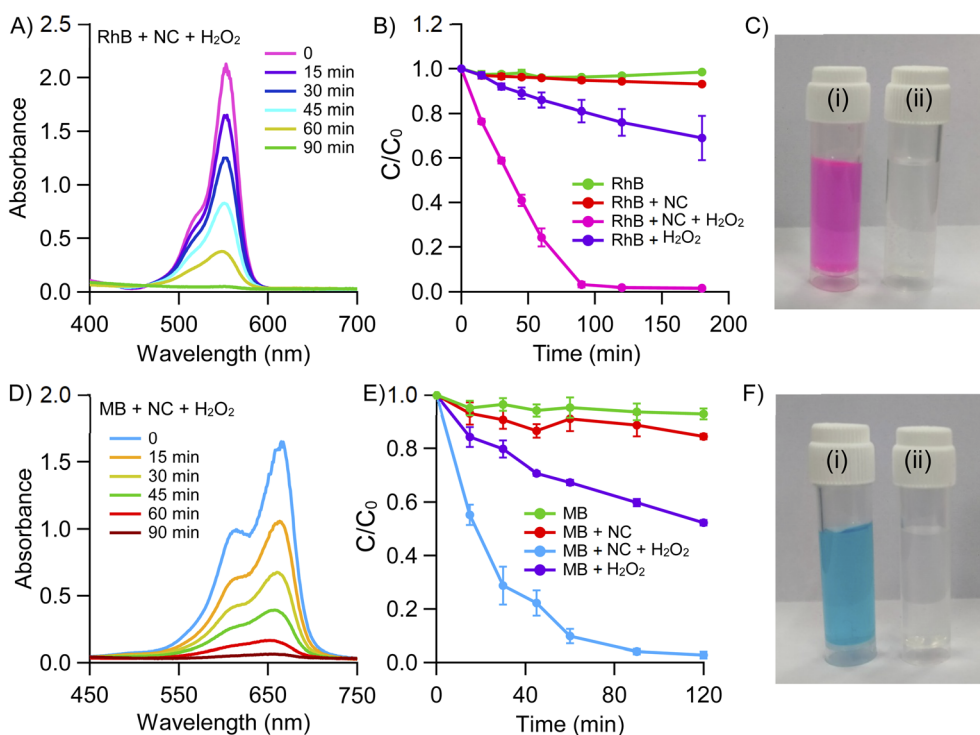 A)
RhB + NC + H₂O₂
0
15 min
30 min
45 min
60 min
90 min
2.5
2.0
1.5
1.0
0.5
0.0
400 500 600 700
Absorbance
Wavelength (nm)
B)
1.0
0.8
0.6
0.4
0.2
0.0
RhB
RhB + NC
RhB + NC + H₂O₂
RhB + H₂O₂
0 40 80 120 160 200
C/C₀
Time (min)
C)
(i) (ii)
D)
MB + NC + H₂O₂
0
15 min
30 min
45 min
60 min
90 min
2.0
1.5
1.0
0.5
0.0
450 550 650 750
Absorbance
Wavelength (nm)
E)
1.0
0.8
0.6
0.4
0.2
0.0
MB
MB + NC
MB + NC + H₂O₂
MB + H₂O₂
0 40 80 120
C/C₀
Time (min)
F)
(i) (ii)